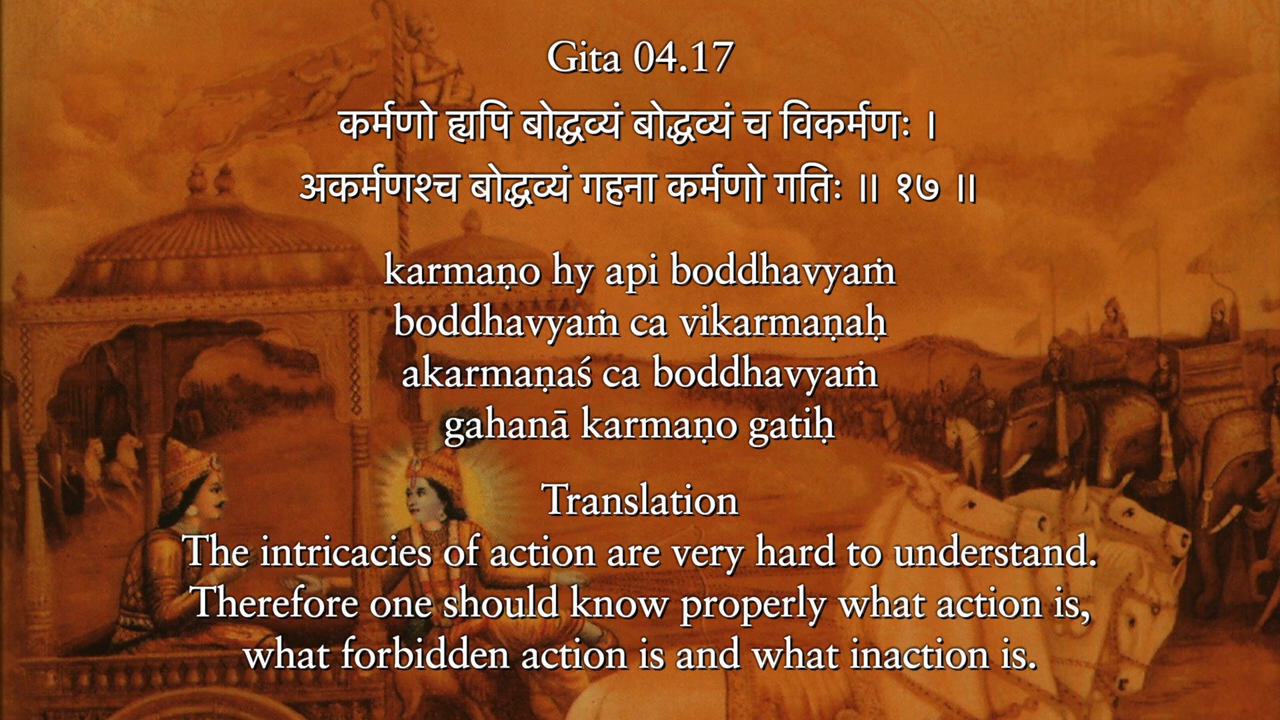 Gita 04.17
कर्मणो ह्यपि बोद्धव्यं बोद्धव्यं च विकर्मणः ।
अकर्मणश्च बोद्धव्यं गहना कर्मणो गतिः ॥ १७ ॥
karmaṇo hy api boddhavyaṁ
boddhavyaṁ ca vikarmaṇaḥ
akarmaṇaś ca boddhavyaṁ
gahanā karmaṇo gatiḥ
Translation
The intricacies of action are very hard to understand.
Therefore one should know properly what action is,
what forbidden action is and what inaction is.